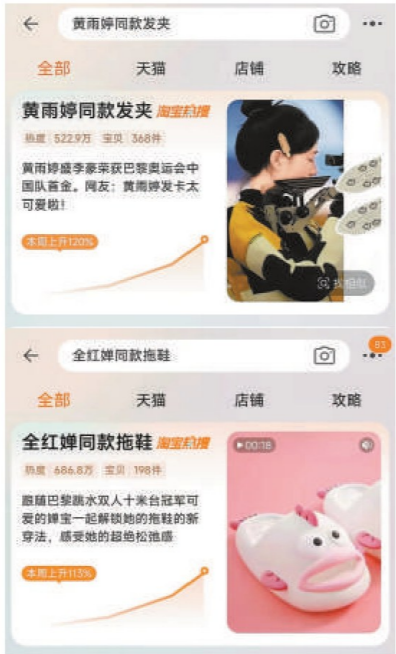 黄雨婷同款发夹
全部 天猫 店铺 攻略
黄雨婷同款发夹 淘宝热搜
热度 522.9万 宝贝 368件
黄雨婷盛李豪荣获巴黎奥运会中
国队首金。网友：黄雨婷发卡太
可爱啦！
本周上升120%
找相似
全红婵同款拖鞋
83
全部 天猫 店铺 攻略
全红婵同款拖鞋 淘宝热搜
热度 686.8万 宝贝 198件
00:18
跟随巴黎跳水双人十米台冠军可
爱的婵宝一起解锁她的拖鞋的新
穿法，感受她的超绝松弛感
本周上升113%